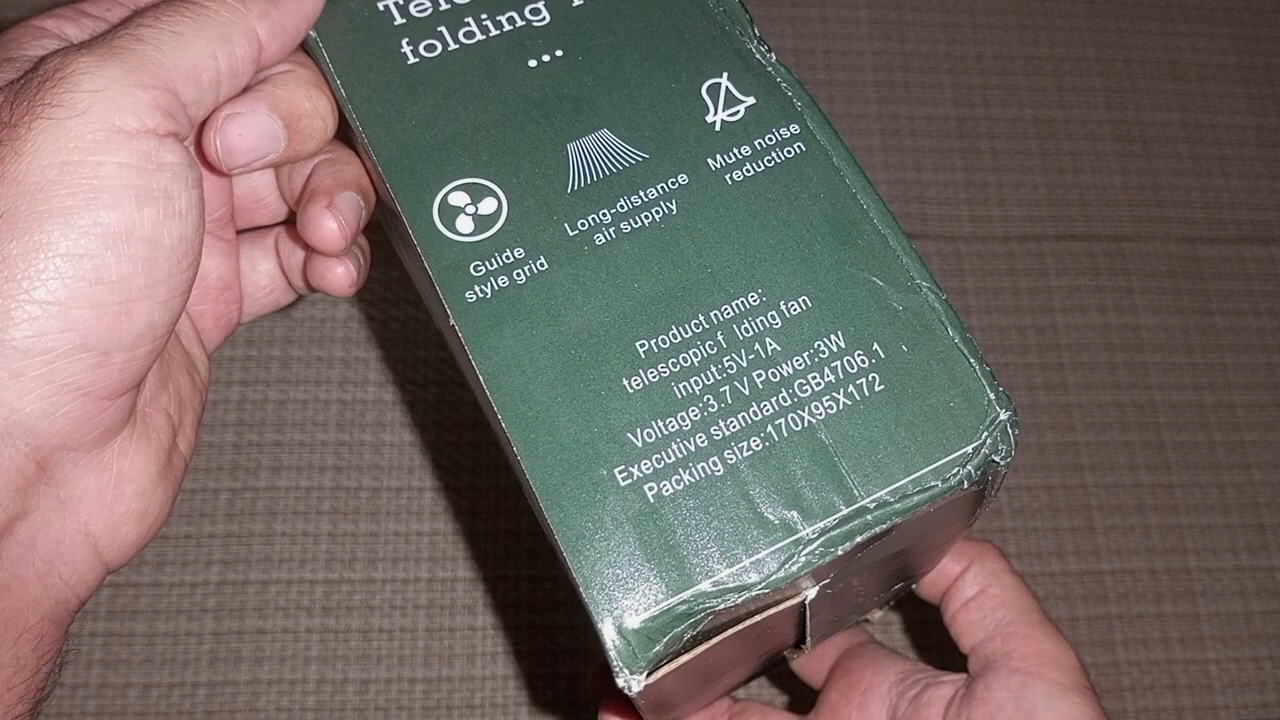 folding
...
Mute noise
reduction
Long-distance
air supply
Guide
style grid
Product name:
telescopic f lding fan
input:5V-1A
Voltage:3.7 V Power:3W
Executive standard:GB4706.1
Packing size:170X95X172